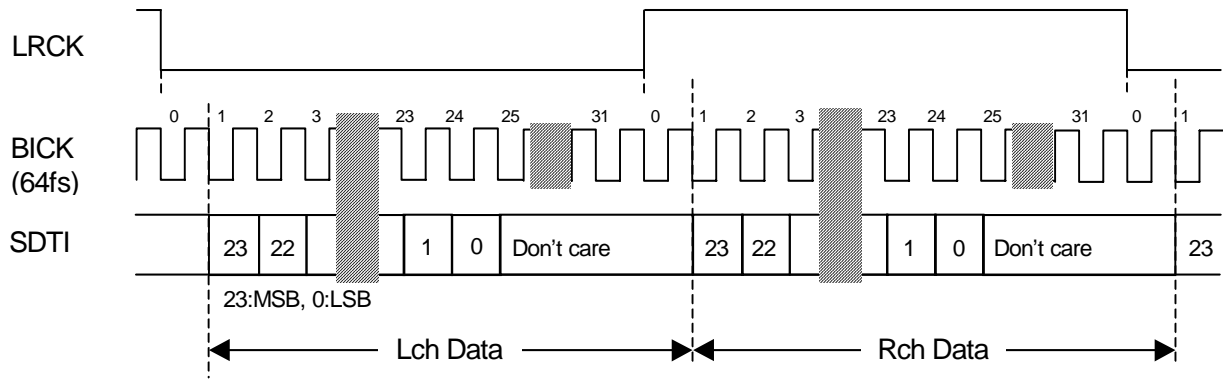 LRCK
0 1 2 3 23 24 25 31 0 1 2 3 23 24 25 31 0 1
BICK
(64fs)
SDTI 23 22 1 0 Don't care 23 22 1 0 Don't care 23
23:MSB, 0:LSB
Lch Data Rch Data